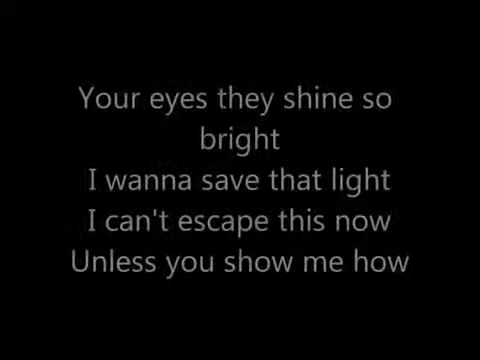 Your eyes they shine so
bright
I wanna save that light
I can't escape this now
Unless you show me how